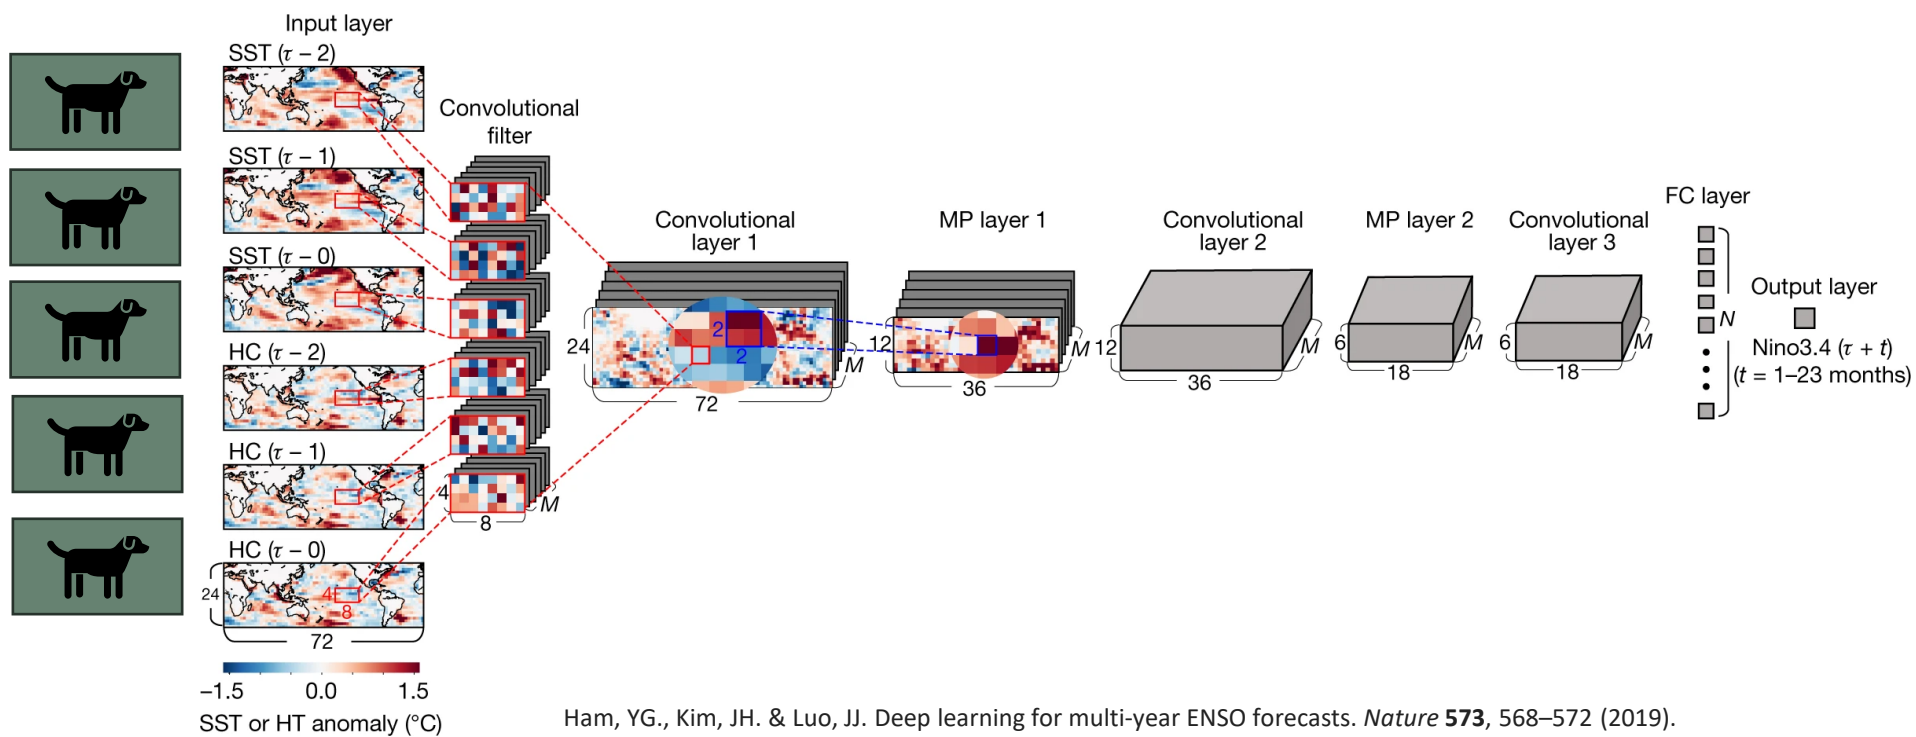 Input layer
SST (τ − 2)
SST (τ − 1)
SST (τ − 0)
HC (τ − 2)
HC (τ − 1)
HC (τ − 0)
24
4
8
72
−1.5 0.0 1.5
SST or HT anomaly (°C)
Convolutional
filter
4
8
M
Convolutional
layer 1
2
2
24
72
M
MP layer 1
12
36
M
Convolutional
layer 2
12
36
M
MP layer 2
6
18
M
Convolutional
layer 3
6
18
M
FC layer
N
Output layer
Nino3.4 (τ + t)
(t = 1–23 months)
Ham, YG., Kim, JH. & Luo, JJ. Deep learning for multi-year ENSO forecasts. Nature 573, 568–572 (2019).